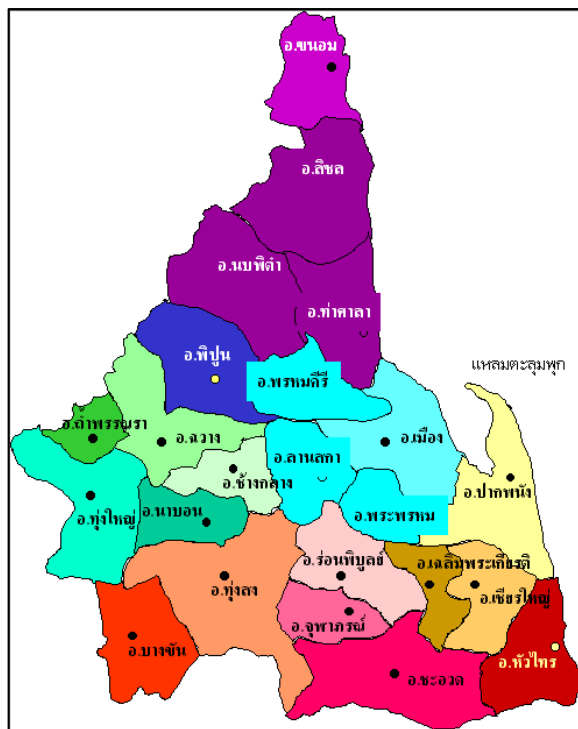 อ.ขนอม
อ.สิชล
อ.นบพิตำ
อ.ท่าศาลา
อ.พิปูน
แหลมตะลุมพุก
อ.พรหมคีรี
อ.ถ้ำพรรณรา
อ.ฉวาง
อ.เมือง
อ.ลานสกา
อ.ช้างกลาง
อ.ปากพนัง
อ.ทุ่งใหญ่
อ.นาบอน
อ.พระพรหม
อ.ร่อนพิบูลย์
อ.เฉลิมพระเกียรติ
อ.ทุ่งสง
อ.เชียรใหญ่
อ.จุฬาภรณ์
อ.บางขัน
อ.หัวไทร
อ.ชะอวด